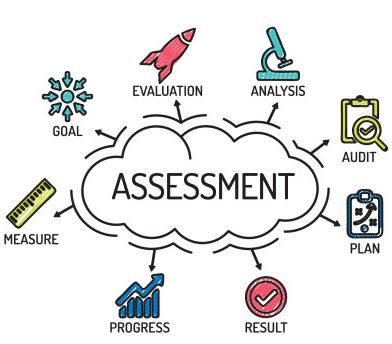 EVALUATION
ANALYSIS
GOAL
AUDIT
ASSESSMENT
MEASURE
PLAN
PROGRESS
RESULT